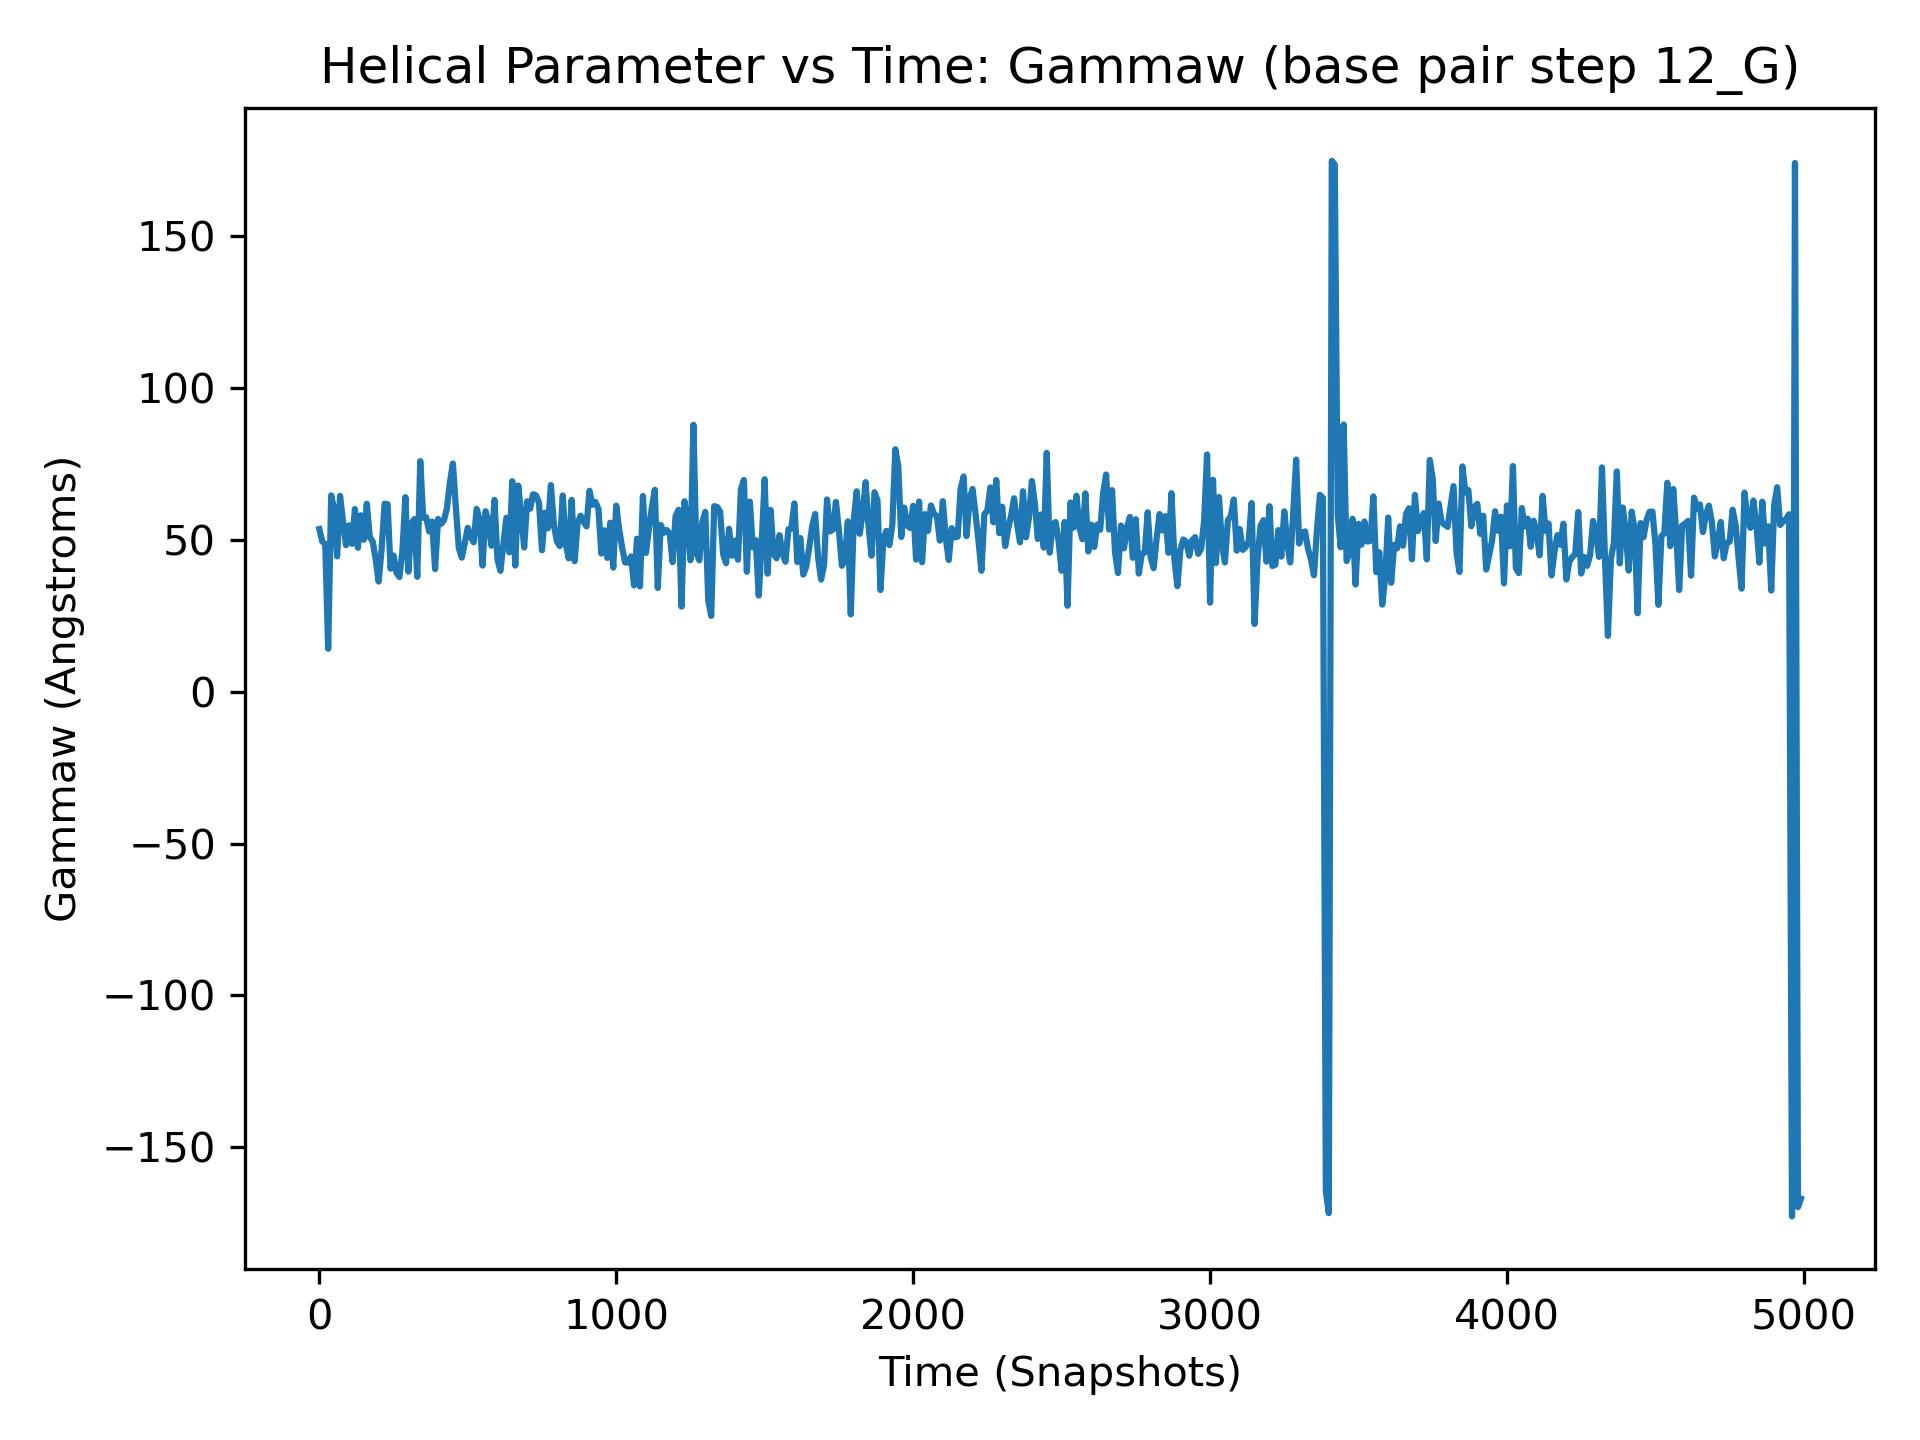 Helical Parameter vs Time: Gammaw (base pair step 12_G)
Gammaw (Angstroms)
150
100
50
0
−50
−100
−150
0 1000 2000 3000 4000 5000
Time (Snapshots)